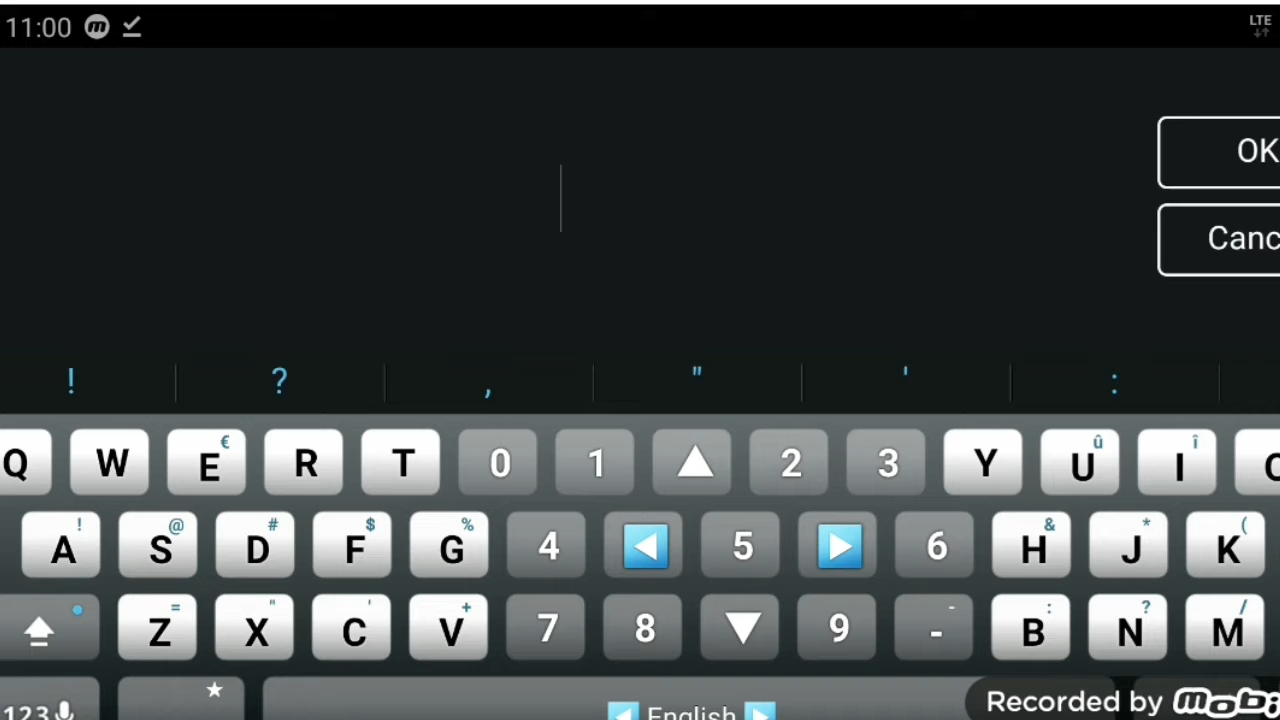 11:00 LTE
OK
Canc
! ? , " ' :
Q W E € R T 0 1 2 3 Y U û I î
A ! S @ D # F $ G % 4 5 6 H & J * K (
Z = X " C ' V + 7 8 9 - - B : N ? M /
123 English Recorded by mobi